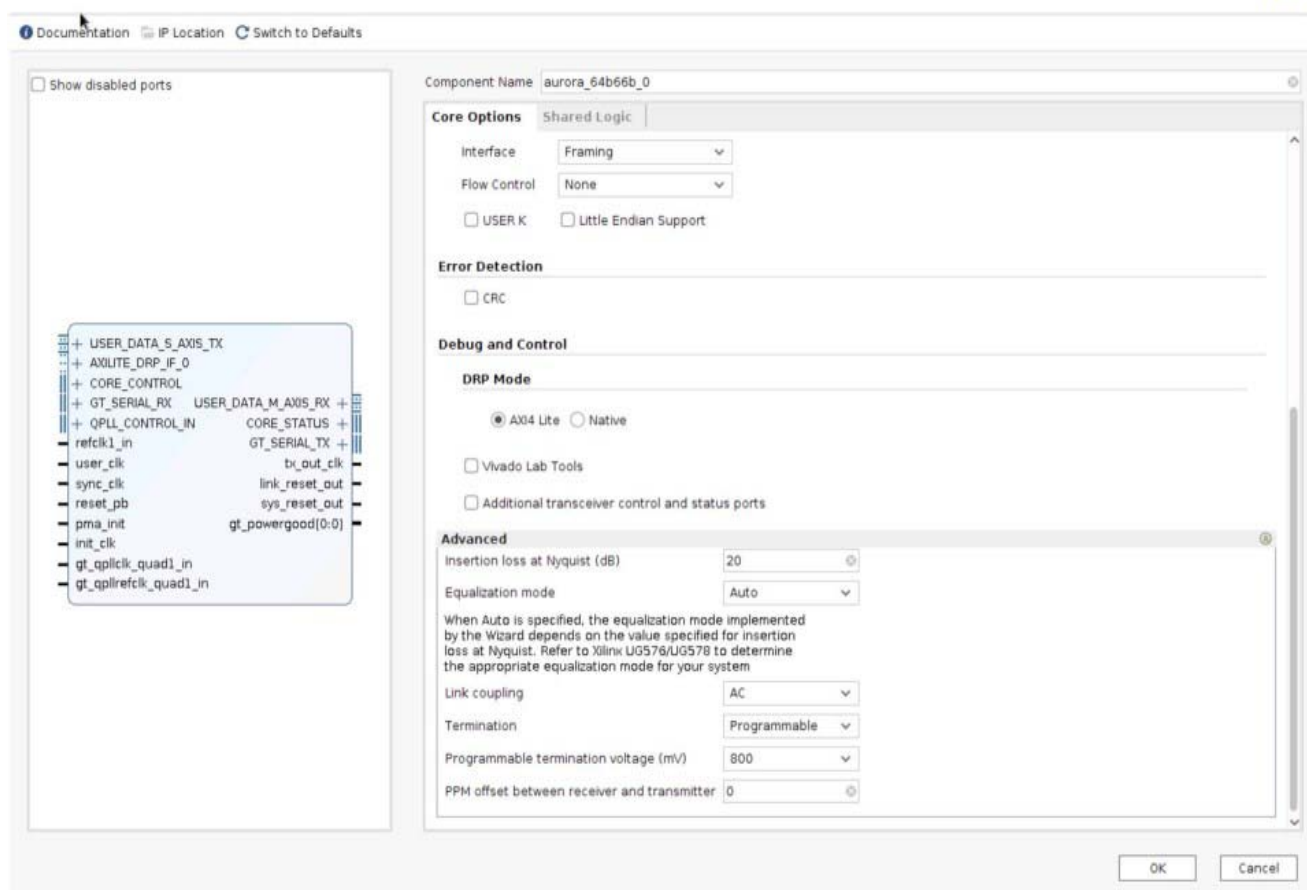 Documentation IP Location Switch to Defaults
Show disabled ports
USER_DATA_S_AXIS_TX
AXILITE_DRP_IF_0
CORE_CONTROL
GT_SERIAL_RX USER_DATA_M_AXIS_RX
QPLL_CONTROL_IN CORE_STATUS
refclk1_in GT_SERIAL_TX
user_clk tx_out_clk
sync_clk link_reset_out
reset_pb sys_reset_out
pma_init gt_powergood[0:0]
init_clk
gt_qpllclk_quad1_in
gt_qpllrefclk_quad1_in
Component Name aurora_64b66b_0
Core Options Shared Logic
Interface Framing
Flow Control None
USER K Little Endian Support
Error Detection
CRC
Debug and Control
DRP Mode
AXI4 Lite Native
Vivado Lab Tools
Additional transceiver control and status ports
Advanced
Insertion loss at Nyquist (dB) 20
Equalization mode Auto
When Auto is specified, the equalization mode implemented
by the Wizard depends on the value specified for insertion
loss at Nyquist. Refer to Xilinx UG576/UG578 to determine
the appropriate equalization mode for your system
Link coupling AC
Termination Programmable
Programmable termination voltage (mV) 800
PPM offset between receiver and transmitter 0
OK Cancel